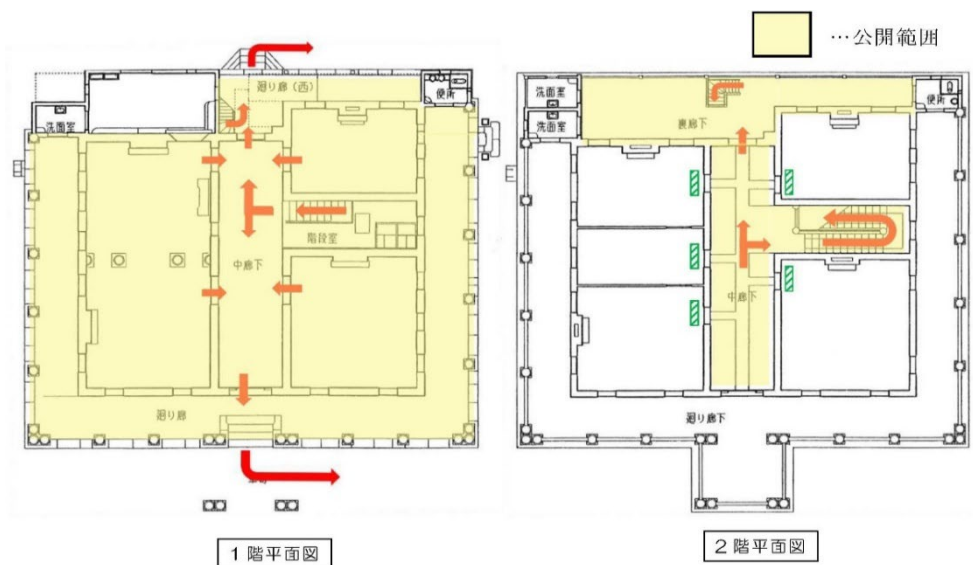 …公開範囲
廻り廊（西）
便所
洗面室
階段室
中廊下
廻り廊
1階平面図
洗面室
洗面室
便所
裏廊下
中廊下
廻り廊下
2階平面図